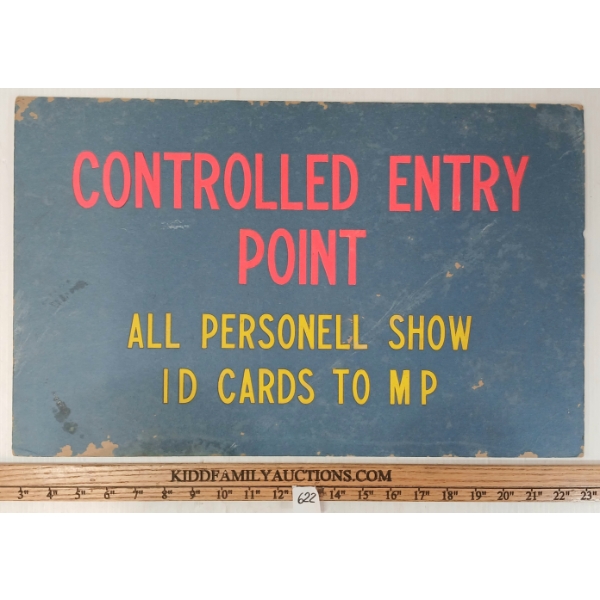 CONTROLLED ENTRY
POINT
ALL PERSONELL SHOW
ID CARDS TO MP
KIDDFAMILYAUCTIONS.COM
3" 4" 5" 6" 7" 8" 9" 10" 11" 12" 622 14" 15" 16" 17" 18" 19" 20" 21" 22" 23"